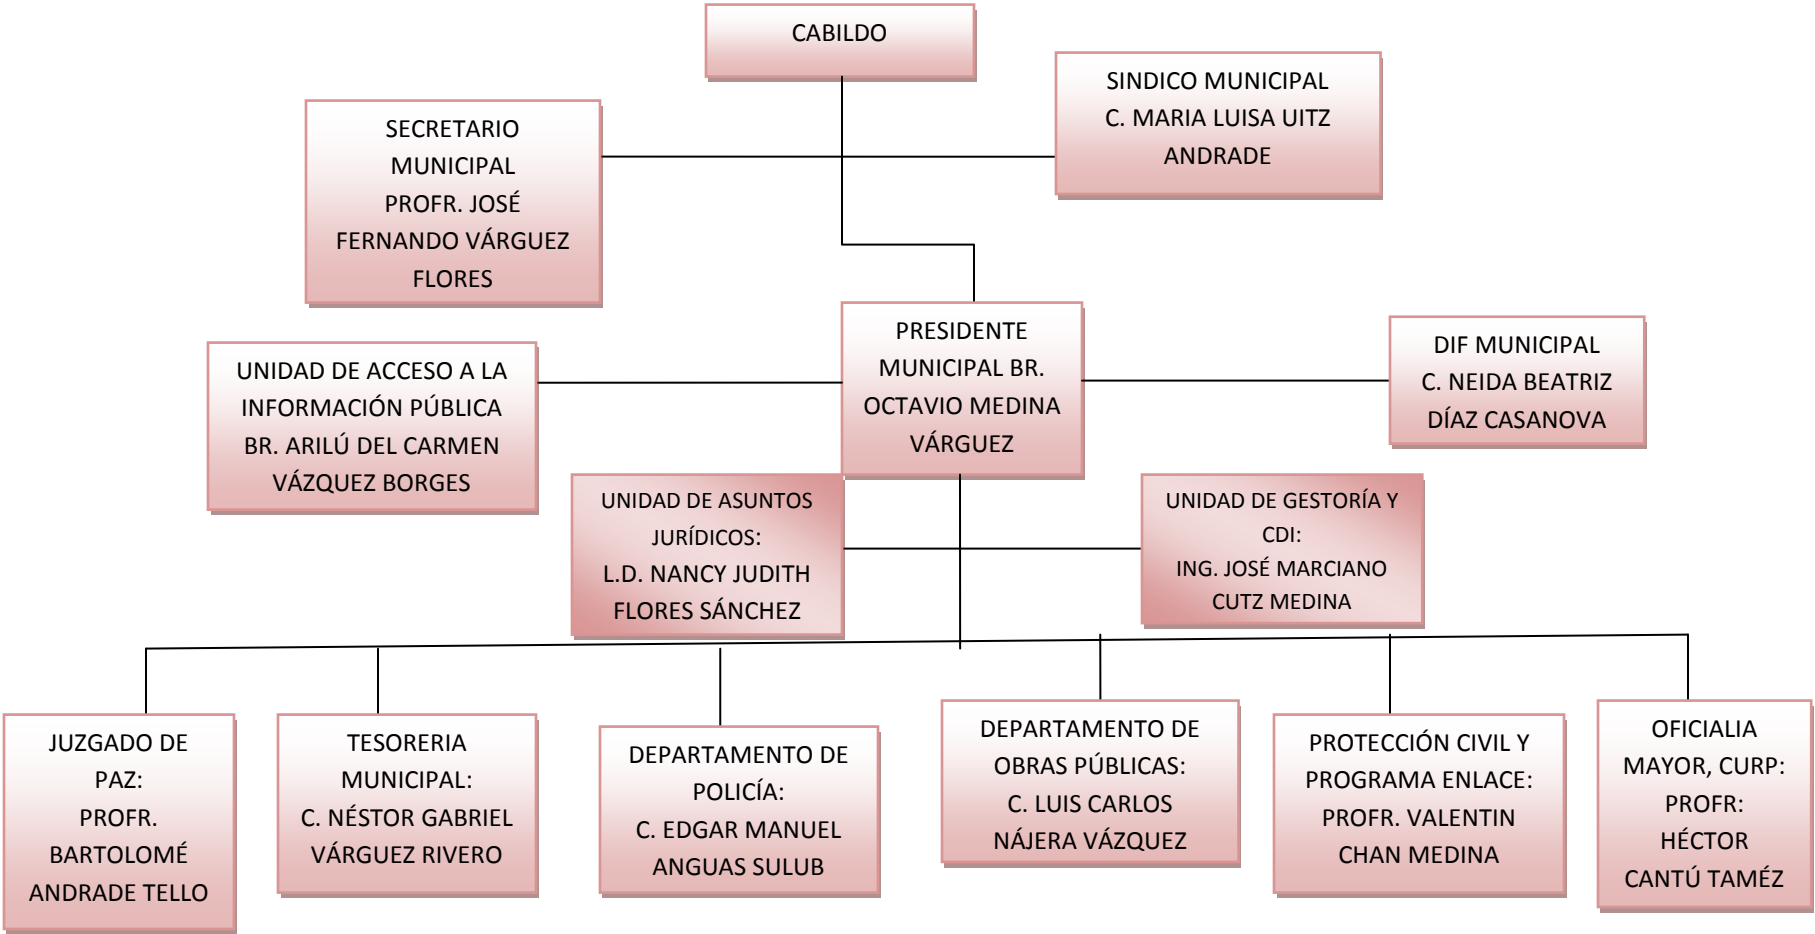 CABILDO
SINDICO MUNICIPAL
C. MARIA LUISA UITZ
ANDRADE
SECRETARIO
MUNICIPAL
PROFR. JOSÉ
FERNANDO VÁRGUEZ
FLORES
PRESIDENTE
MUNICIPAL BR.
OCTAVIO MEDINA
VÁRGUEZ
UNIDAD DE ACCESO A LA
INFORMACIÓN PÚBLICA
BR. ARILÚ DEL CARMEN
VÁZQUEZ BORGES
DIF MUNICIPAL
C. NEIDA BEATRIZ
DÍAZ CASANOVA
UNIDAD DE ASUNTOS
JURÍDICOS:
L.D. NANCY JUDITH
FLORES SÁNCHEZ
UNIDAD DE GESTORÍA Y
CDI:
ING. JOSÉ MARCIANO
CUTZ MEDINA
JUZGADO DE
PAZ:
PROFR.
BARTOLOMÉ
ANDRADE TELLO
TESORERIA
MUNICIPAL:
C. NÉSTOR GABRIEL
VÁRGUEZ RIVERO
DEPARTAMENTO DE
POLICÍA:
C. EDGAR MANUEL
ANGUAS SULUB
DEPARTAMENTO DE
OBRAS PÚBLICAS:
C. LUIS CARLOS
NÁJERA VÁZQUEZ
PROTECCIÓN CIVIL Y
PROGRAMA ENLACE:
PROFR. VALENTIN
CHAN MEDINA
OFICIALIA
MAYOR, CURP:
PROFR:
HÉCTOR
CANTÚ TAMÉZ